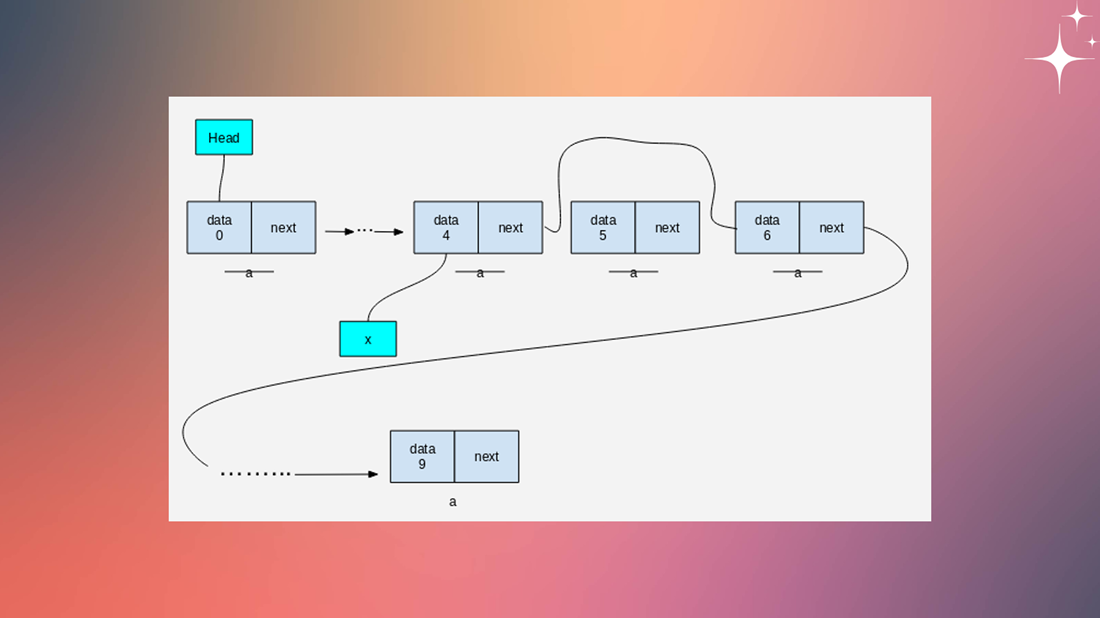 Head
data
0
next
...
data
4
next
data
5
next
data
6
next
a
a
a
a
x
.........
data
9
next
a